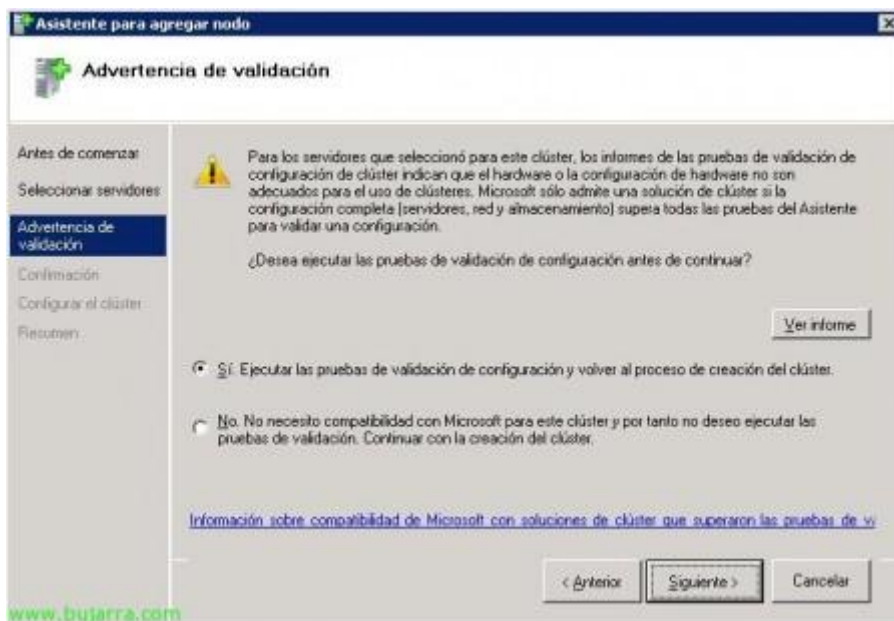 Asistente para agregar nodo
Advertencia de validación
Antes de comenzar
Seleccionar servidores
Advertencia de
validación
Confirmación
Configurar el clúster
Resumen
Para los servidores que seleccionó para este clúster, los informes de las pruebas de validación de
configuración de clúster indican que el hardware o la configuración de hardware no son
adecuados para el uso de clústeres. Microsoft sólo admite una solución de clúster si la
configuración completa (servidores, red y almacenamiento) supera todas las pruebas del Asistente
para validar una configuración.
¿Desea ejecutar las pruebas de validación de configuración antes de continuar?
Ver informe
Sí. Ejecutar las pruebas de validación de configuración y volver al proceso de creación del clúster.
No. No necesito compatibilidad con Microsoft para este clúster y por tanto no deseo ejecutar las
pruebas de validación. Continuar con la creación del clúster.
Información sobre compatibilidad de Microsoft con soluciones de clúster que superaron las pruebas de
< Anterior
Siguiente >
Cancelar
www.bujarra.com